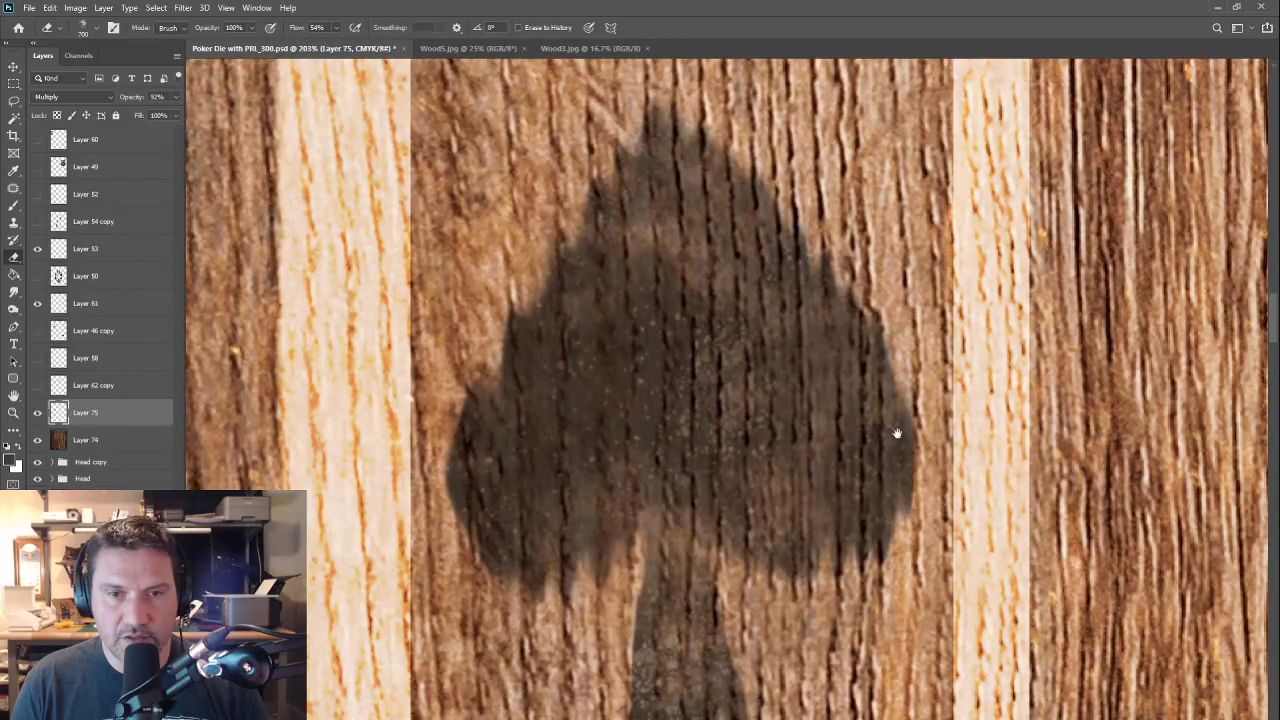 File Edit Image Layer Type Select Filter 3D View Window Help
700 Mode: Brush Opacity: 100% Flow: 54% Smoothing: 0° Erase to History
Poker Die with PRL_300.psd @ 203% (Layer 75, CMYK/8#) * × Wood5.jpg @ 25% (RGB/8*) × Wood3.jpg @ 16.7% (RGB/8) ×
Layers Channels
Kind
Multiply Opacity: 92%
Lock: Fill: 100%
Layer 60
Layer 49
Layer 52
Layer 54 copy
Layer 53
Layer 50
Layer 61
Layer 46 copy
Layer 58
Layer 62 copy
Layer 75
Layer 74
Head copy
Head